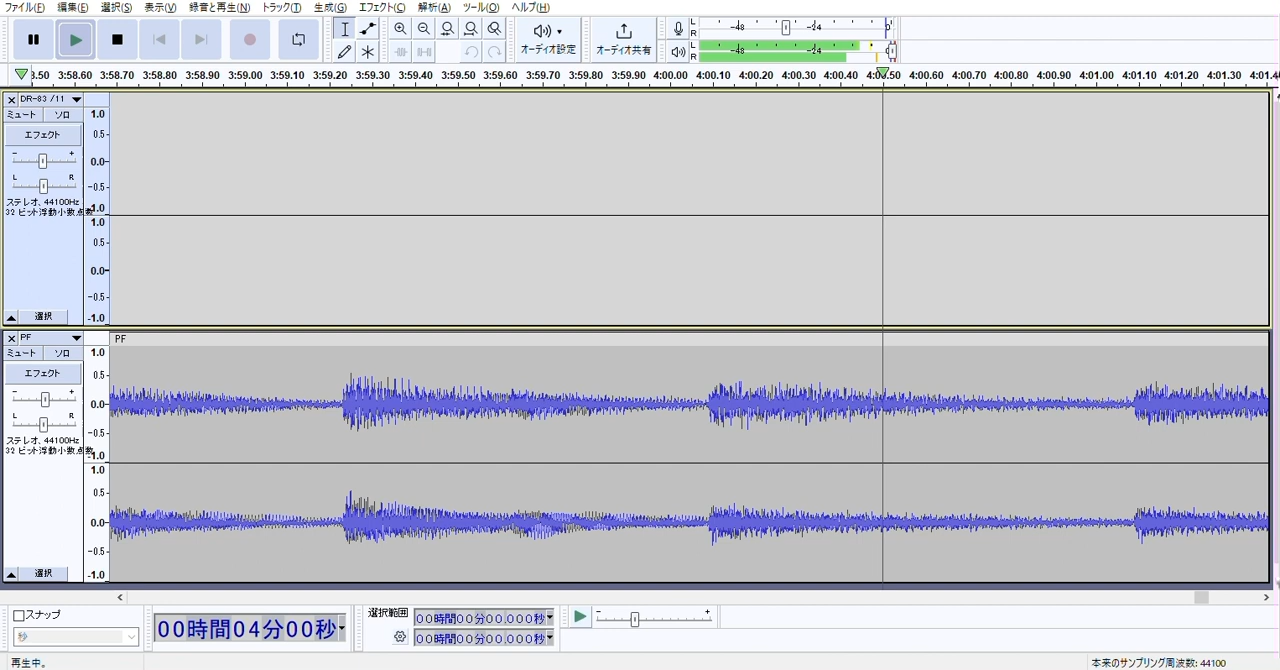 ファイル(F) 編集(E) 選択(S) 表示(V) 録音と再生(N) トラック(T) 生成(G) エフェクト(C) 解析(A) ツール(O) ヘルプ(H)
オーディオ設定 オーディオ共有
L R -48 -24 0
L R -48 -24 0
3.50 3:58.60 3:58.70 3:58.80 3:58.90 3:59.00 3:59.10 3:59.20 3:59.30 3:59.40 3:59.50 3:59.60 3:59.70 3:59.80 3:59.90 4:00.00 4:00.10 4:00.20 4:00.30 4:00.40 4:00.50 4:00.60 4:00.70 4:00.80 4:00.90 4:01.00 4:01.10 4:01.20 4:01.30 4:01.40
DR-83 /11
ミュート ソロ
エフェクト
- +
L R
ステレオ, 44100Hz
32 ビット浮動小数点数
選択
1.0
0.5
0.0
-0.5
-1.0
1.0
0.5
0.0
-0.5
-1.0
PF
PF
ミュート ソロ
エフェクト
- +
L R
ステレオ, 44100Hz
32 ビット浮動小数点数
選択
1.0
0.5
0.0
-0.5
-1.0
1.0
0.5
0.0
-0.5
-1.0
スナップ
秒
00時間04分00秒
選択範囲
00時間00分00.000秒
00時間00分00.000秒
- +
再生中。
本来のサンプリング周波数: 44100